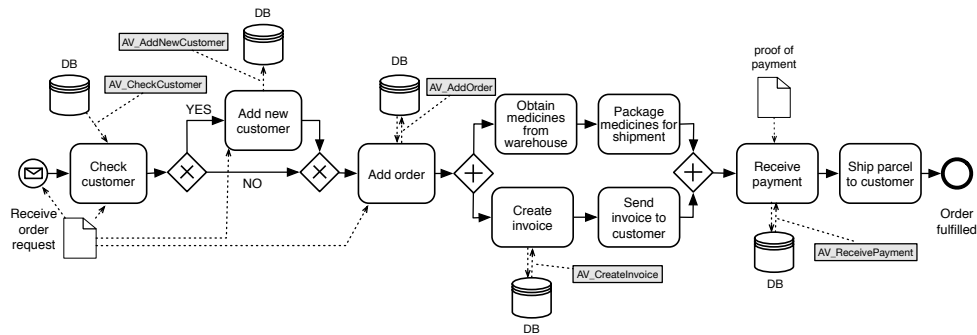 DB
AV_AddNewCustomer
DB
AV_CheckCustomer
DB
AV_AddOrder
proof of
payment
YES
Add new
customer
Obtain
medicines from
warehouse
Package
medicines for
shipment
Check
customer
NO
Add order
Receive
payment
Ship parcel
to customer
Receive
order
request
Create
invoice
Send
invoice to
customer
Order
fulfilled
AV_ReceivePayment
AV_CreateInvoice
DB
DB